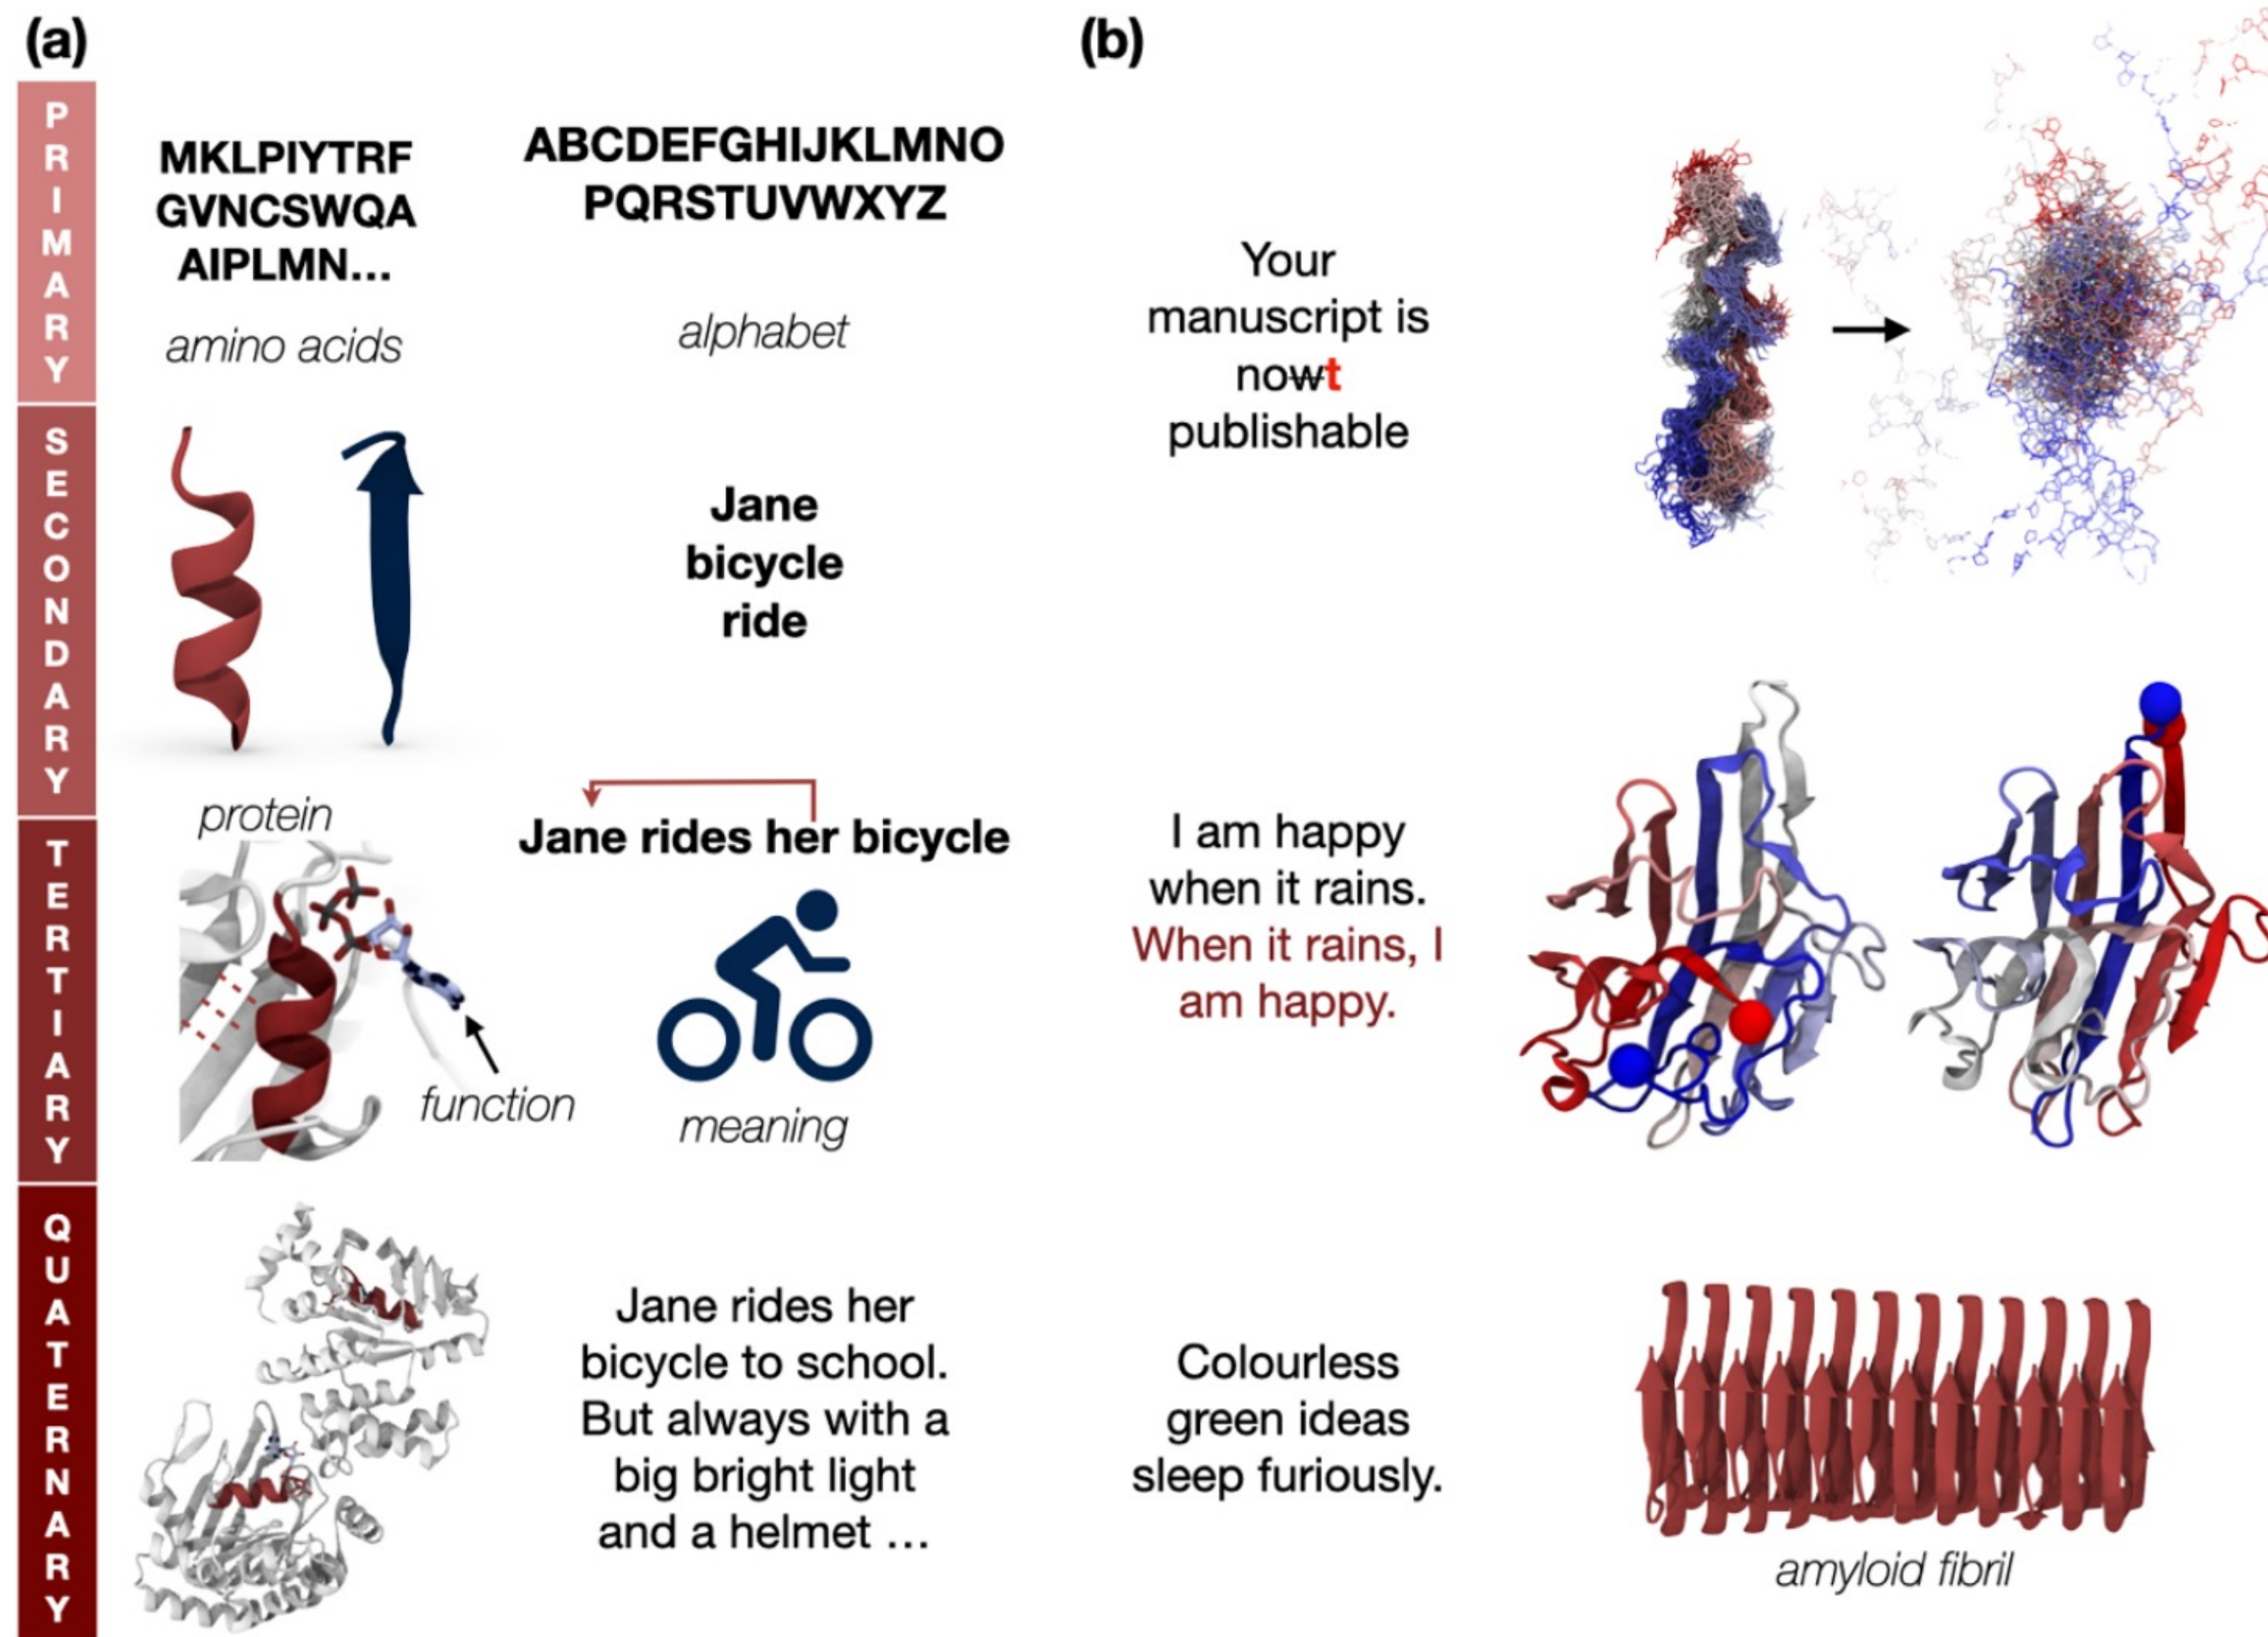 (a)
PRIMARY
MKLPIYTRF
GVNCSWQA
AIPLMN...
amino acids
ABCDEFGHIJKLMNO
PQRSTUVWXYZ
alphabet
SECONDARY
Jane
bicycle
ride
TERTIARY
protein
function
Jane rides her bicycle
meaning
QUATERNARY
Jane rides her
bicycle to school.
But always with a
big bright light
and a helmet ...
(b)
Your
manuscript is
nowt
publishable
I am happy
when it rains.
When it rains, I
am happy.
Colourless
green ideas
sleep furiously.
amyloid fibril